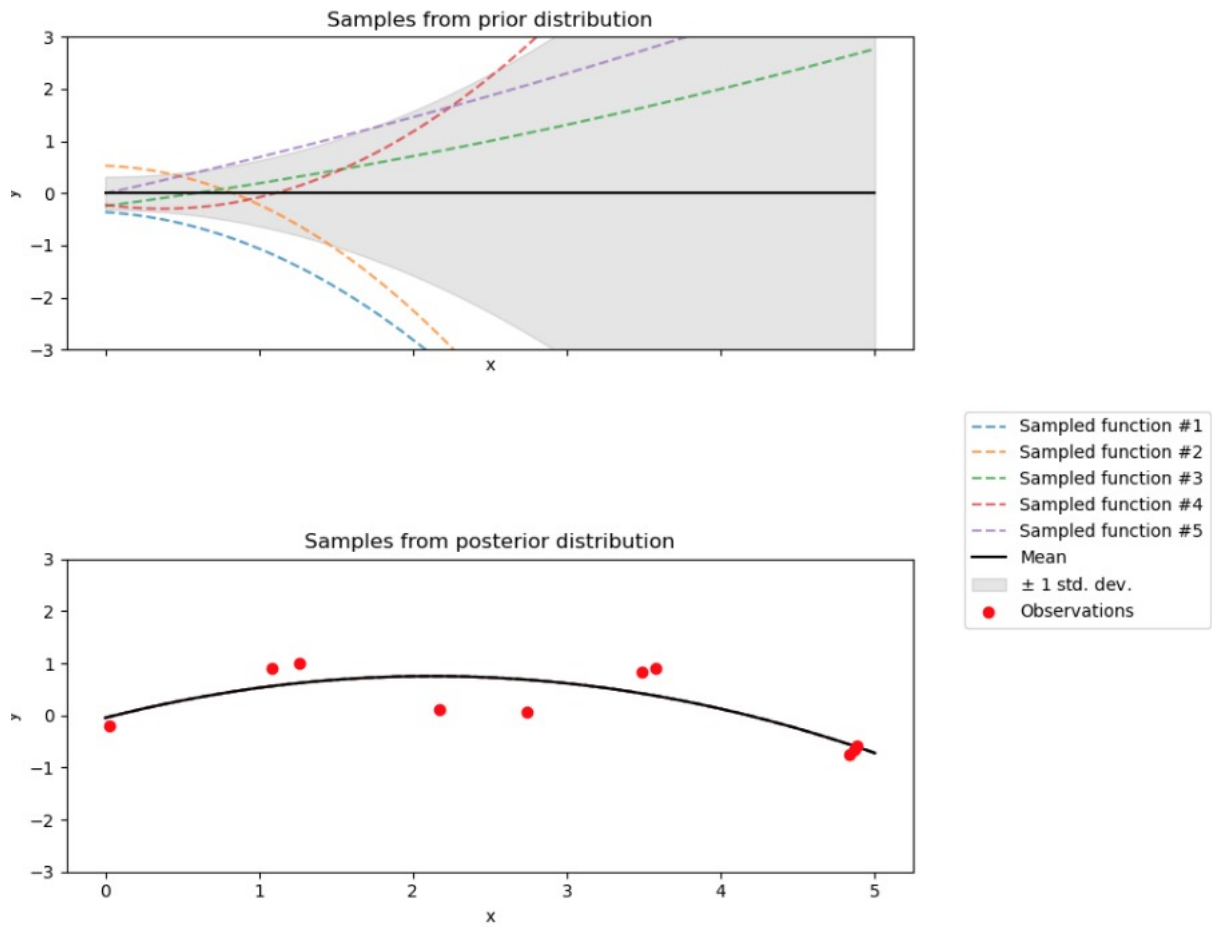 Samples from prior distribution
3
2
1
0
−1
−2
−3
y
x
Sampled function #1
Sampled function #2
Sampled function #3
Sampled function #4
Sampled function #5
Mean
± 1 std. dev.
Observations
Samples from posterior distribution
3
2
1
0
−1
−2
−3
y
0 1 2 3 4 5
x